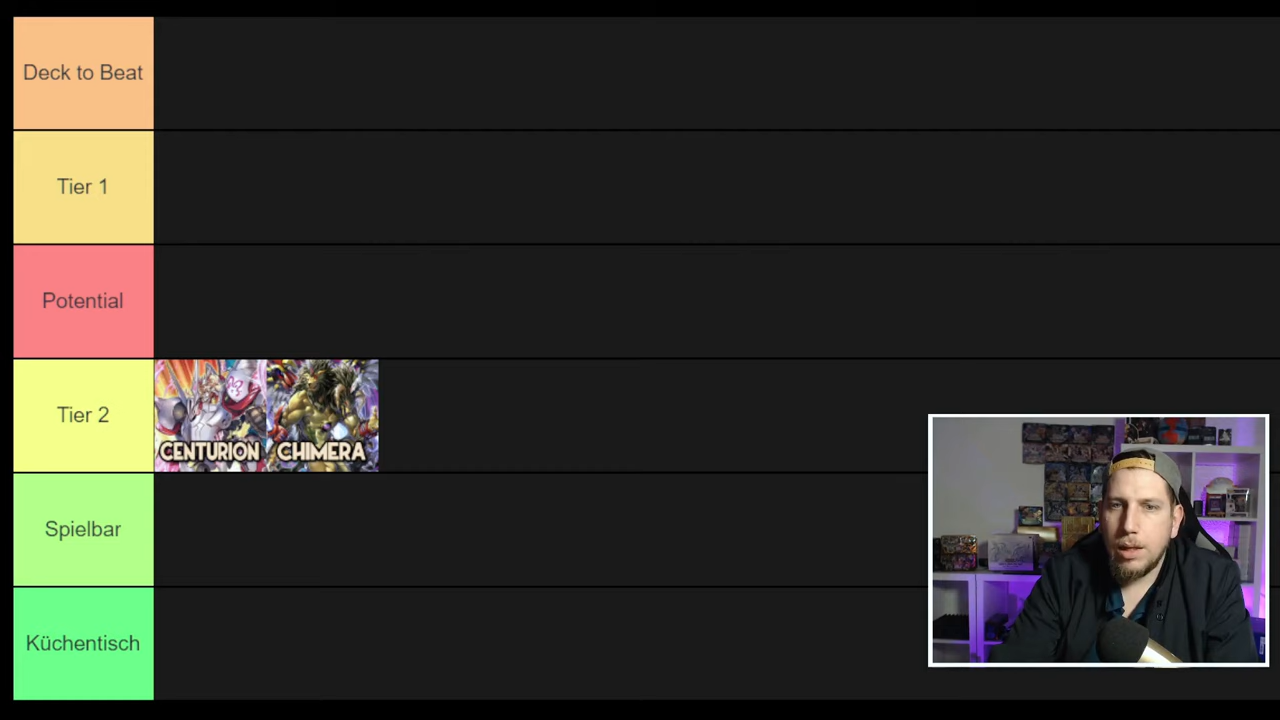 Deck to Beat
Tier 1
Potential
Tier 2
CENTURION CHIMERA
Spielbar
Küchentisch